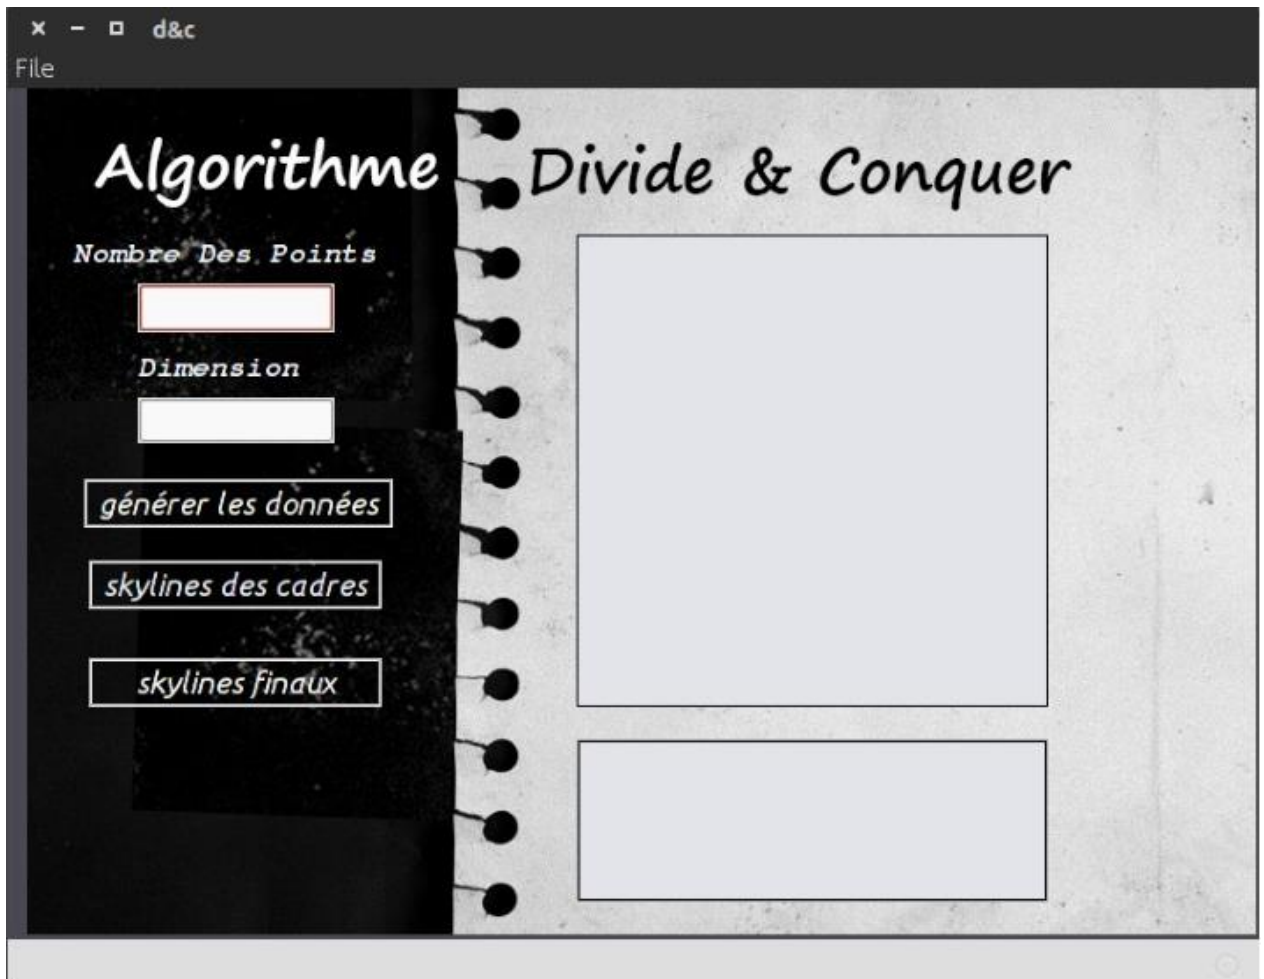 d&c
File
Algorithme Divide & Conquer
Nombre Des Points
Dimension
générer les données
skylines des cadres
skylines finaux